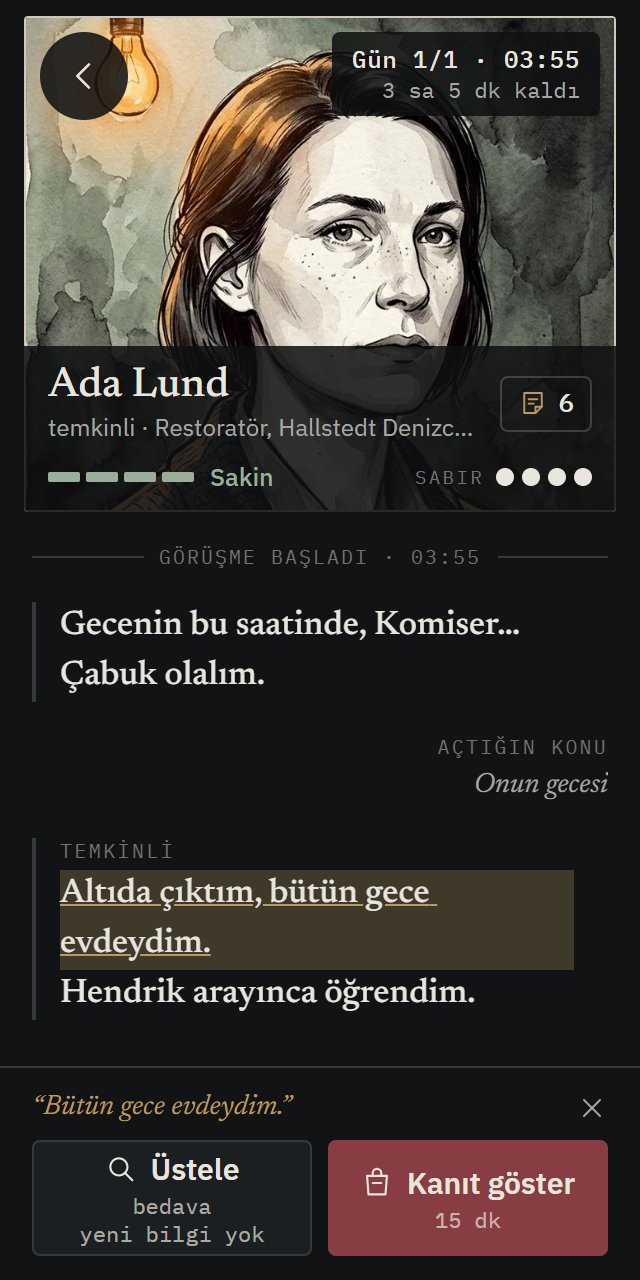 Gün 1/1 · 03:55
3 sa 5 dk kaldı
Ada Lund
temkinli · Restoratör, Hallstedt Denizc...
6
Sakin
SABIR
GÖRÜŞME BAŞLADI · 03:55
Gecenin bu saatinde, Komiser...
Çabuk olalım.
AÇTIĞIN KONU
Onun gecesi
TEMKİNLİ
Altıda çıktım, bütün gece
evdeydim.
Hendrik arayınca öğrendim.
“Bütün gece evdeydim.”
Üstele
bedava
yeni bilgi yok
Kanıt göster
15 dk